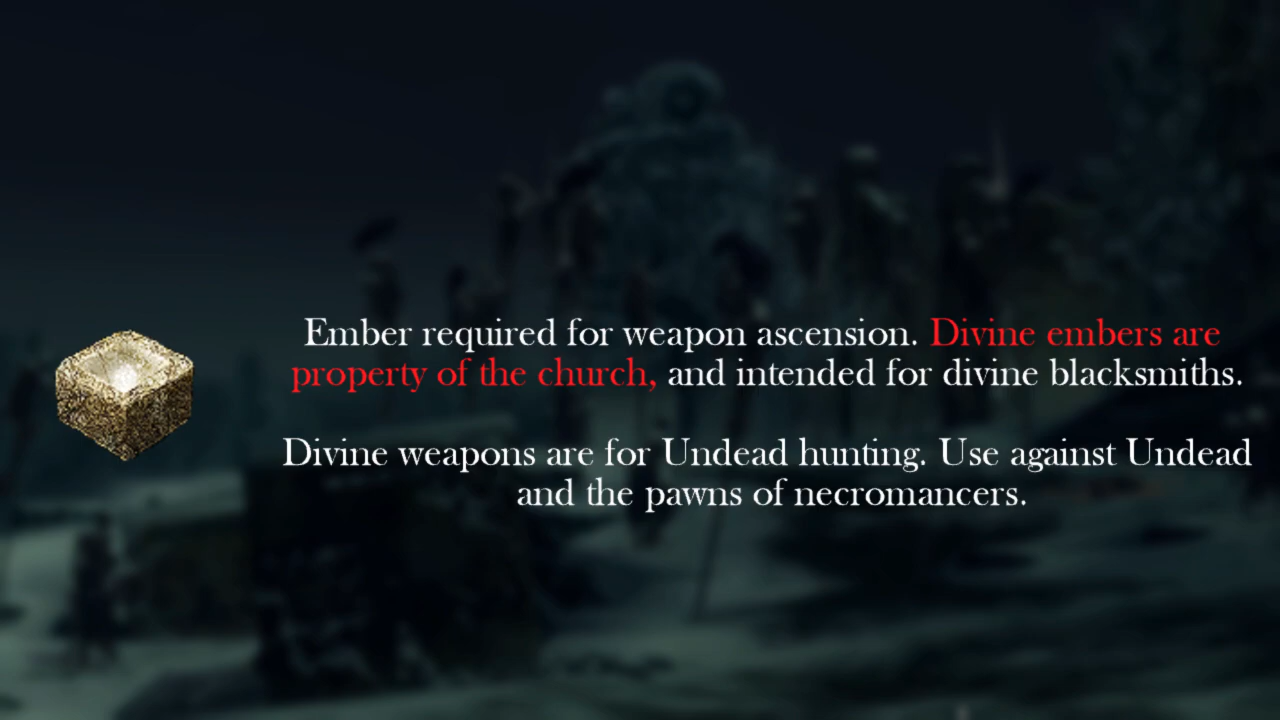 Ember required for weapon ascension. Divine embers are
property of the church, and intended for divine blacksmiths.
Divine weapons are for Undead hunting. Use against Undead
and the pawns of necromancers.